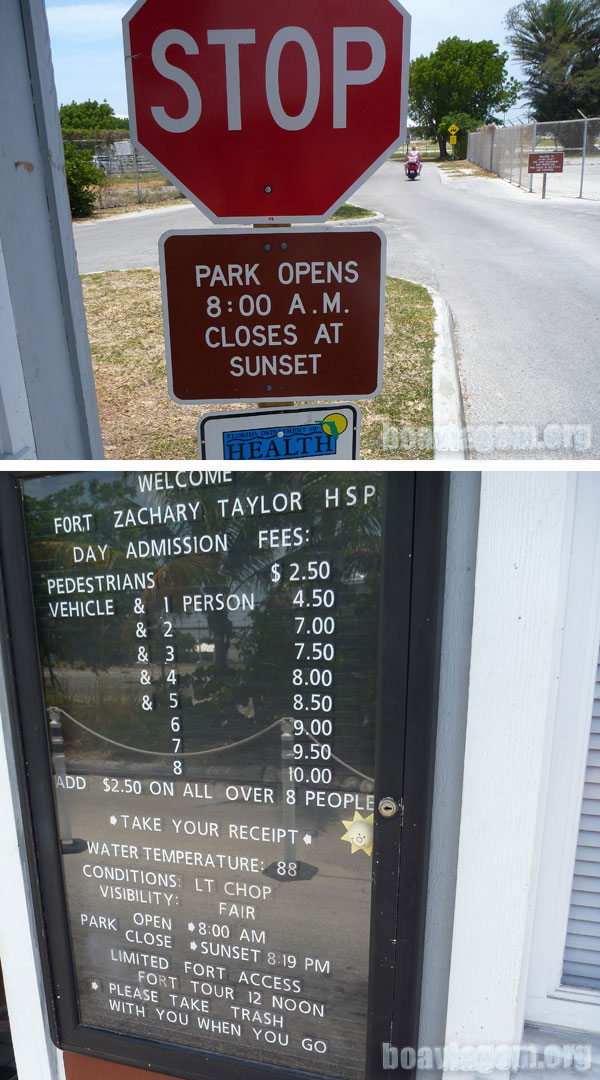 STOP
PARK OPENS
8:00 A.M.
CLOSES AT
SUNSET
FLORIDA DEPARTMENT OF
HEALTH
boaviagem.org
WELCOME
FORT ZACHARY TAYLOR HSP
DAY ADMISSION FEES:
PEDESTRIANS $2.50
VEHICLE & 1 PERSON 4.50
& 2 7.00
& 3 7.50
& 4 8.00
& 5 8.50
6 9.00
7 9.50
8 10.00
ADD $2.50 ON ALL OVER 8 PEOPLE
TAKE YOUR RECEIPT
WATER TEMPERATURE: 88
CONDITIONS: LT CHOP
VISIBILITY: FAIR
PARK OPEN 8:00 AM
CLOSE SUNSET 8:19 PM
LIMITED FORT ACCESS
FORT TOUR 12 NOON
PLEASE TAKE TRASH
WITH YOU WHEN YOU GO
boaviagem.org